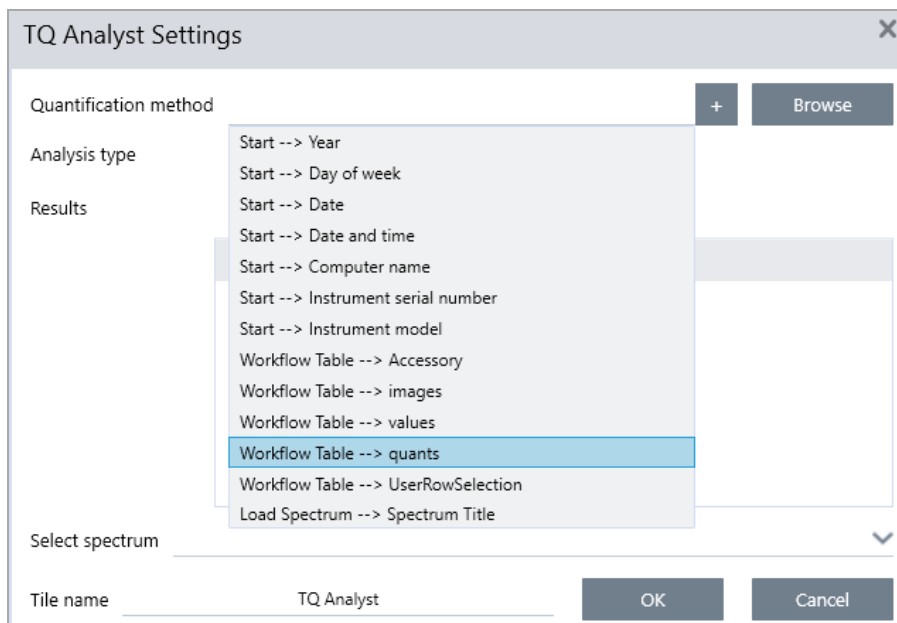 TQ Analyst Settings
Quantification method
+
Browse
Analysis type
Results
Start --> Year
Start --> Day of week
Start --> Date
Start --> Date and time
Start --> Computer name
Start --> Instrument serial number
Start --> Instrument model
Workflow Table --> Accessory
Workflow Table --> images
Workflow Table --> values
Workflow Table --> quants
Workflow Table --> UserRowSelection
Load Spectrum --> Spectrum Title
Select spectrum
Tile name
TQ Analyst
OK
Cancel